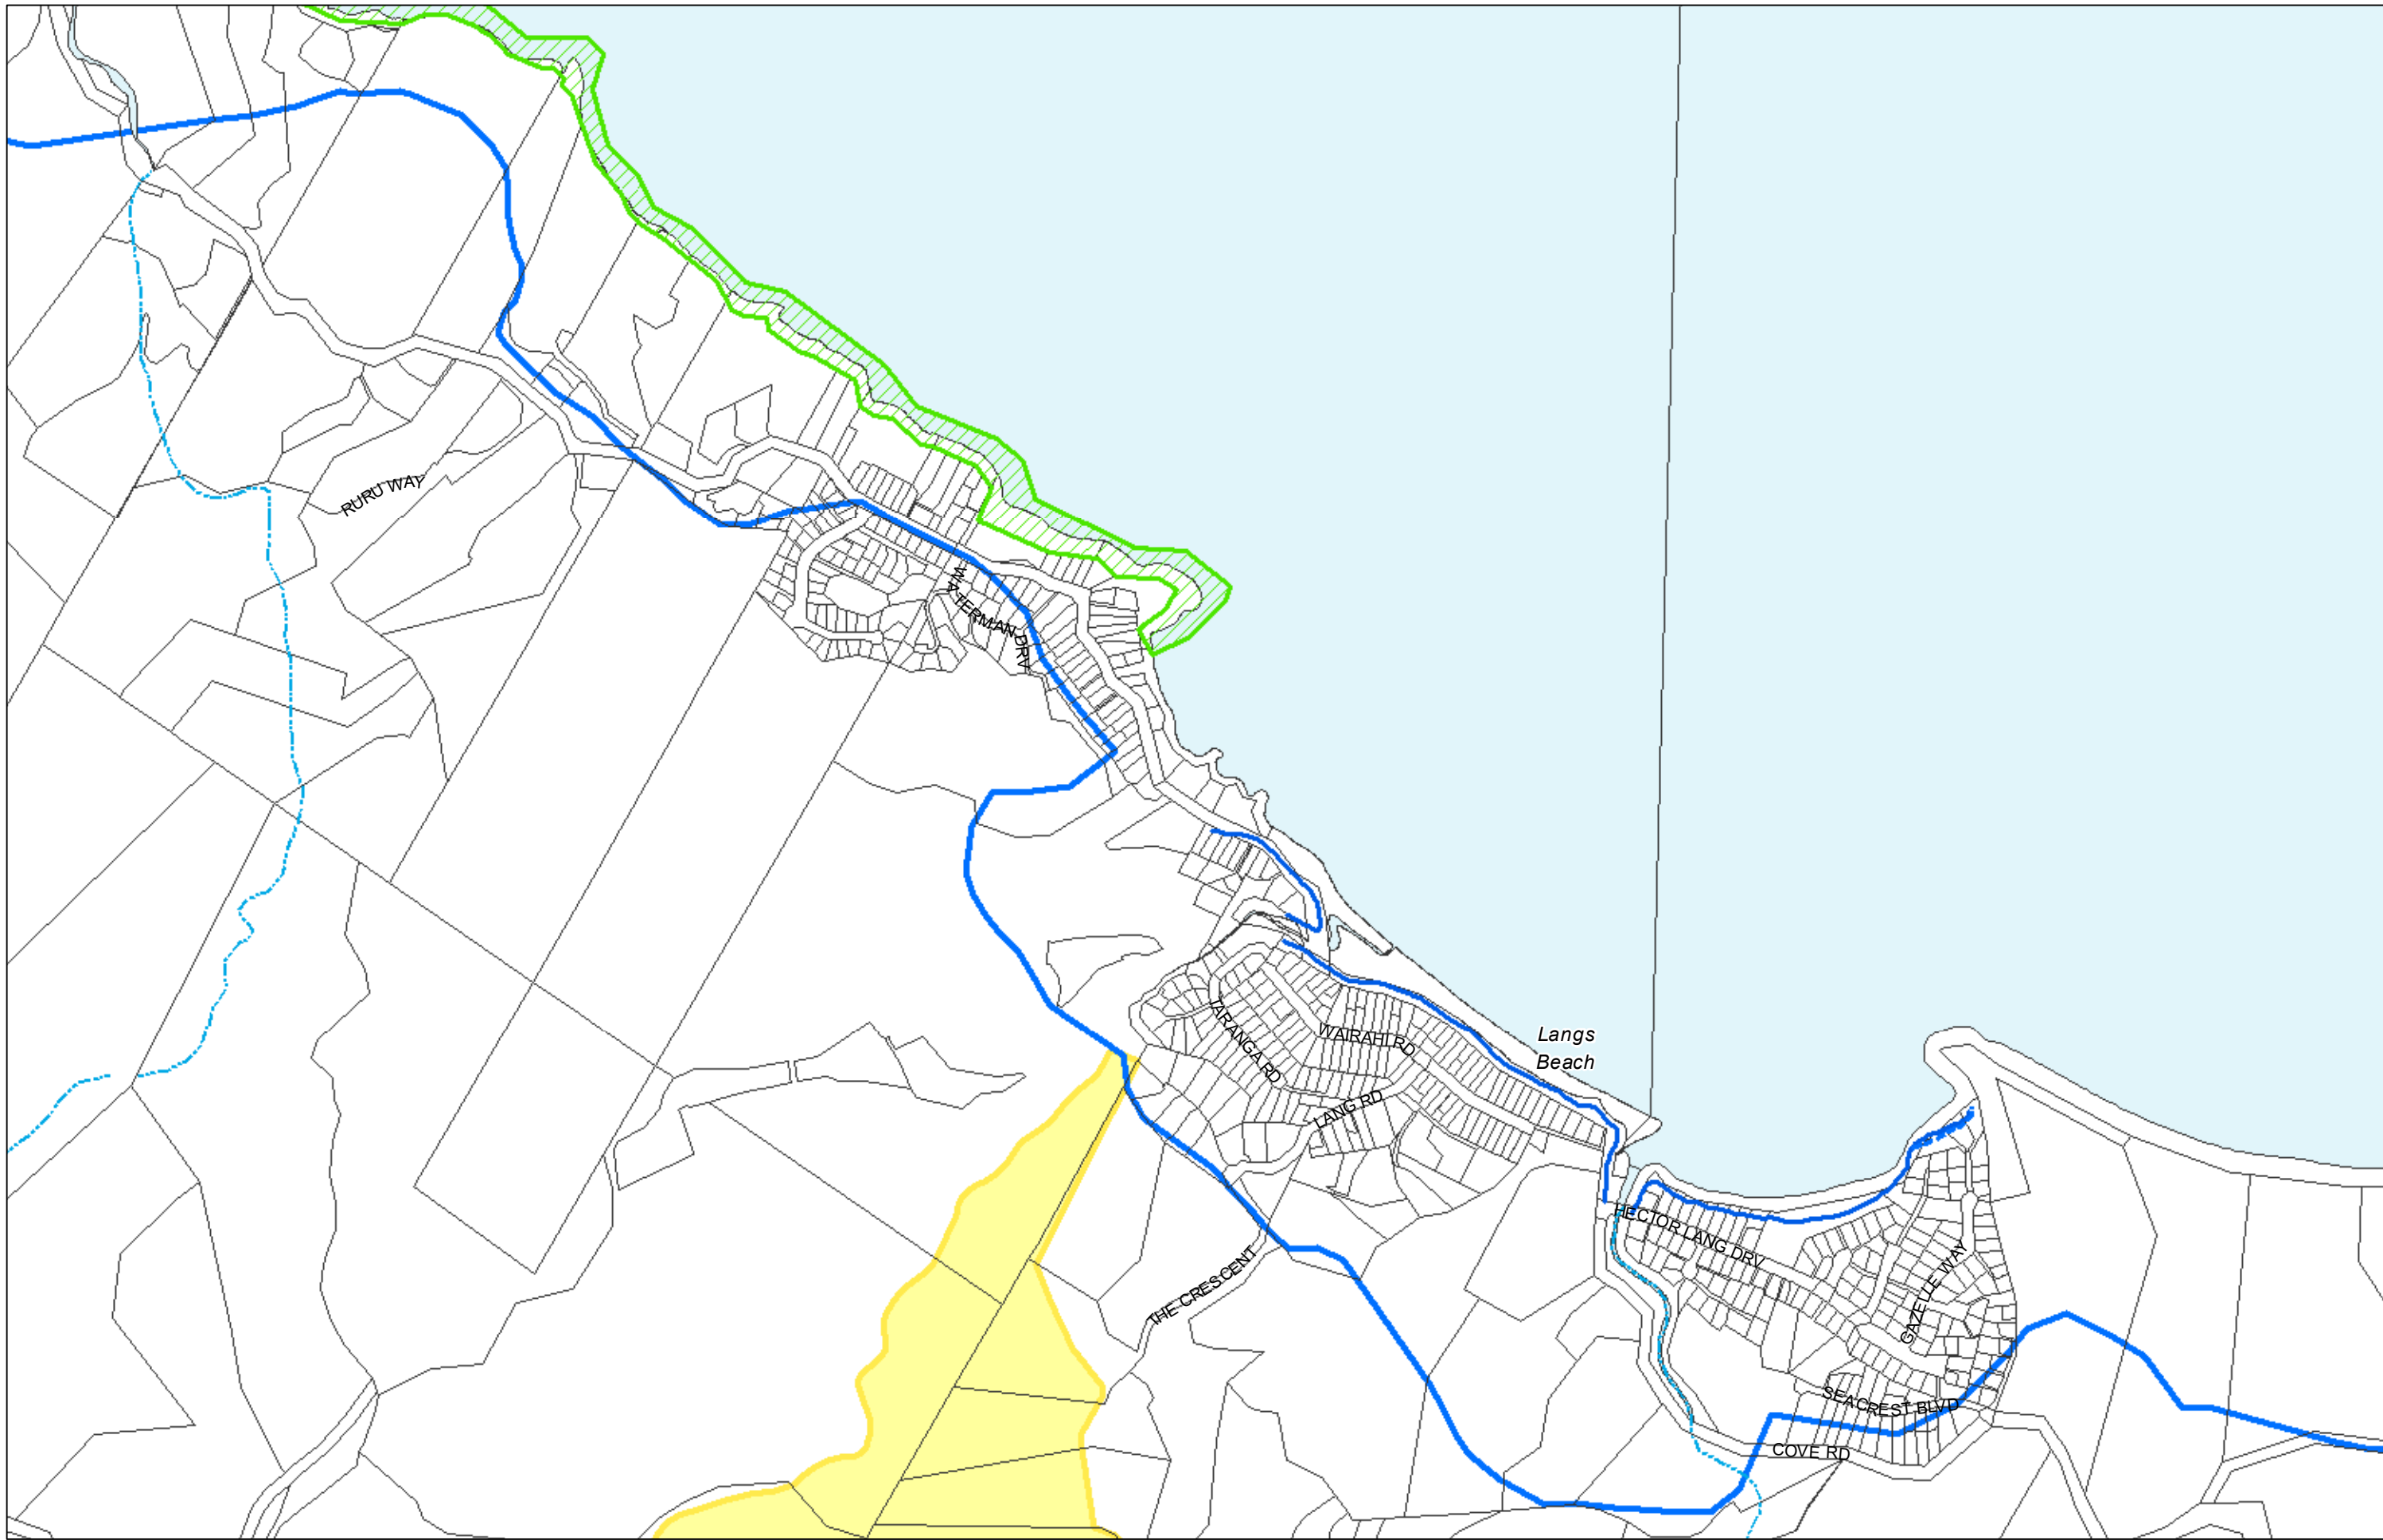 RURU WAY
WATERMAN DRV
TARANGA RD
WAIRAHI RD
Langs
Beach
LANG RD
HECTOR LANG DRV
THE CRESCENT
GAZELLE WAY
SEACREST BLVD
COVE RD